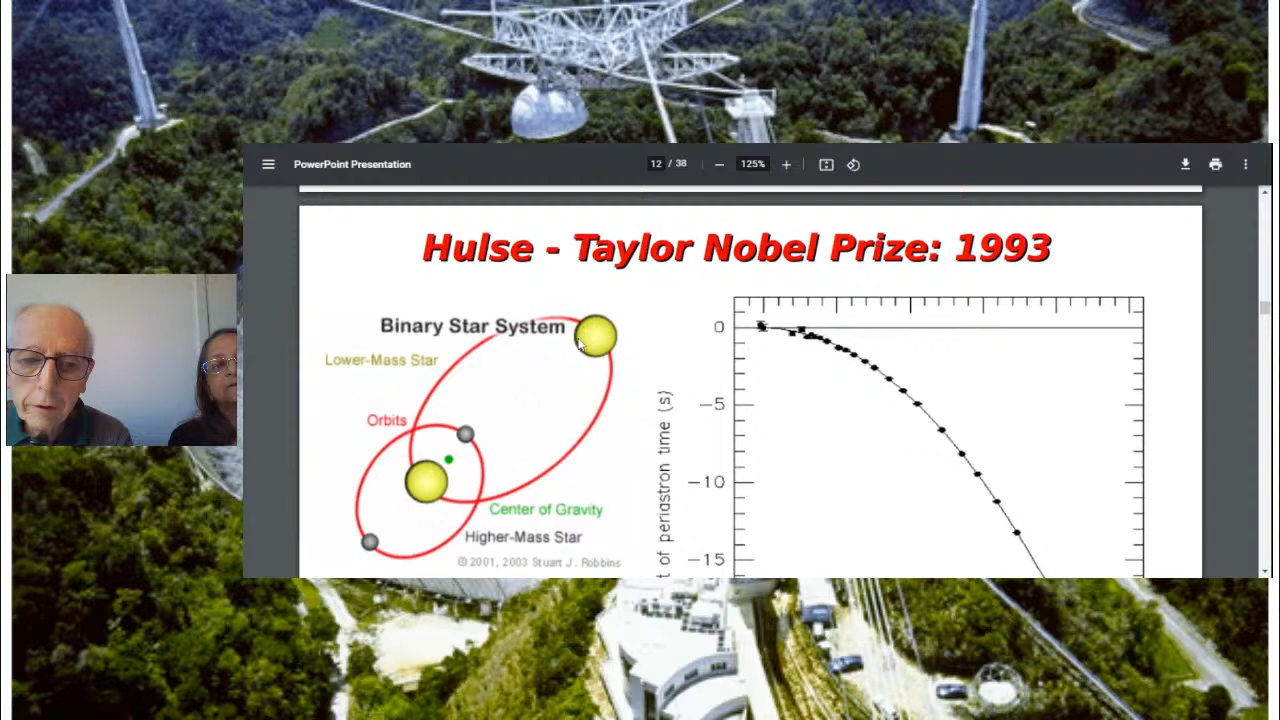 PowerPoint Presentation
12 / 38
125%
Hulse - Taylor Nobel Prize: 1993
Binary Star System
Lower-Mass Star
Orbits
Center of Gravity
Higher-Mass Star
© 2001, 2003 Stuart J. Robbins
0
−5
−10
−15
t of periastron time (s)